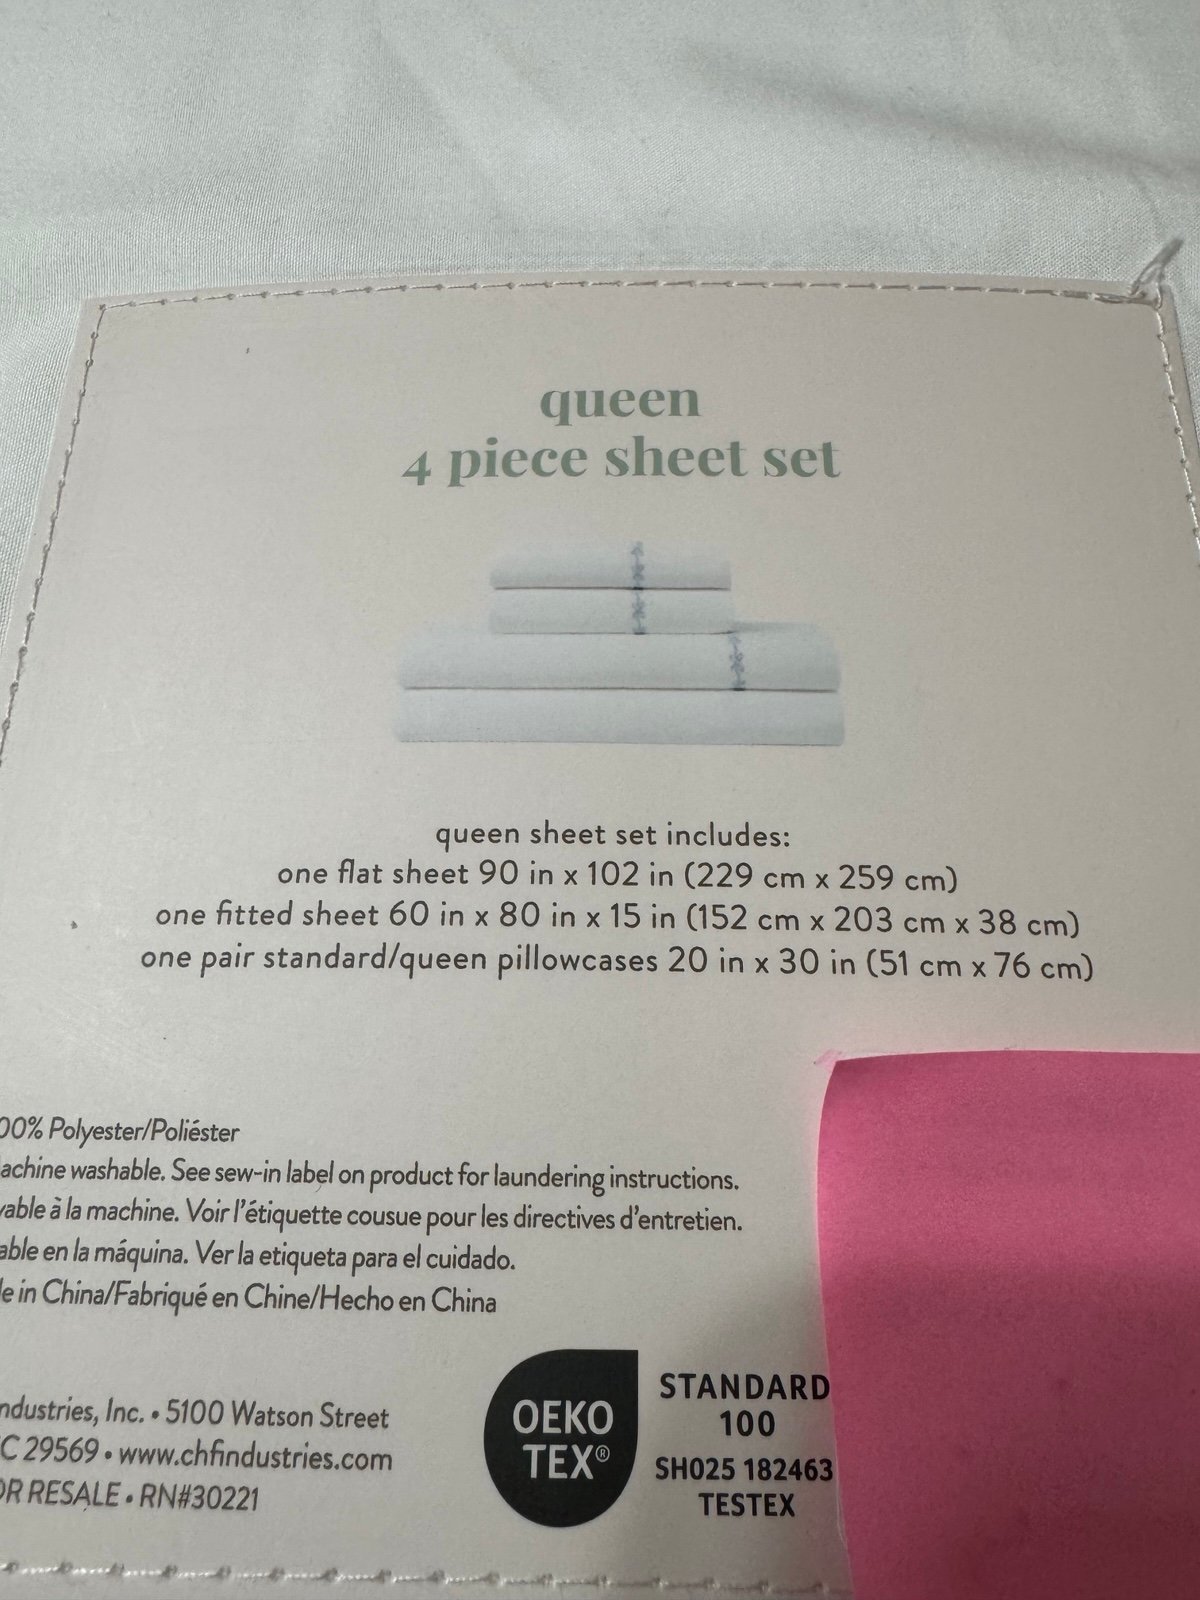 queen
4 piece sheet set
queen sheet set includes:
one flat sheet 90 in x 102 in (229 cm x 259 cm)
one fitted sheet 60 in x 80 in x 15 in (152 cm x 203 cm x 38 cm)
one pair standard/queen pillowcases 20 in x 30 in (51 cm x 76 cm)
00% Polyester/Poliéster
achine washable. See sew-in label on product for laundering instructions.
vable à la machine. Voir l'étiquette cousue pour les directives d'entretien.
able en la máquina. Ver la etiqueta para el cuidado.
e in China/Fabriqué en Chine/Hecho en China
ndustries, Inc. • 5100 Watson Street
C 29569 • www.chfindustries.com
OR RESALE • RN#30221
OEKO
TEX®
STANDARD
100
SH025 182463
TESTEX